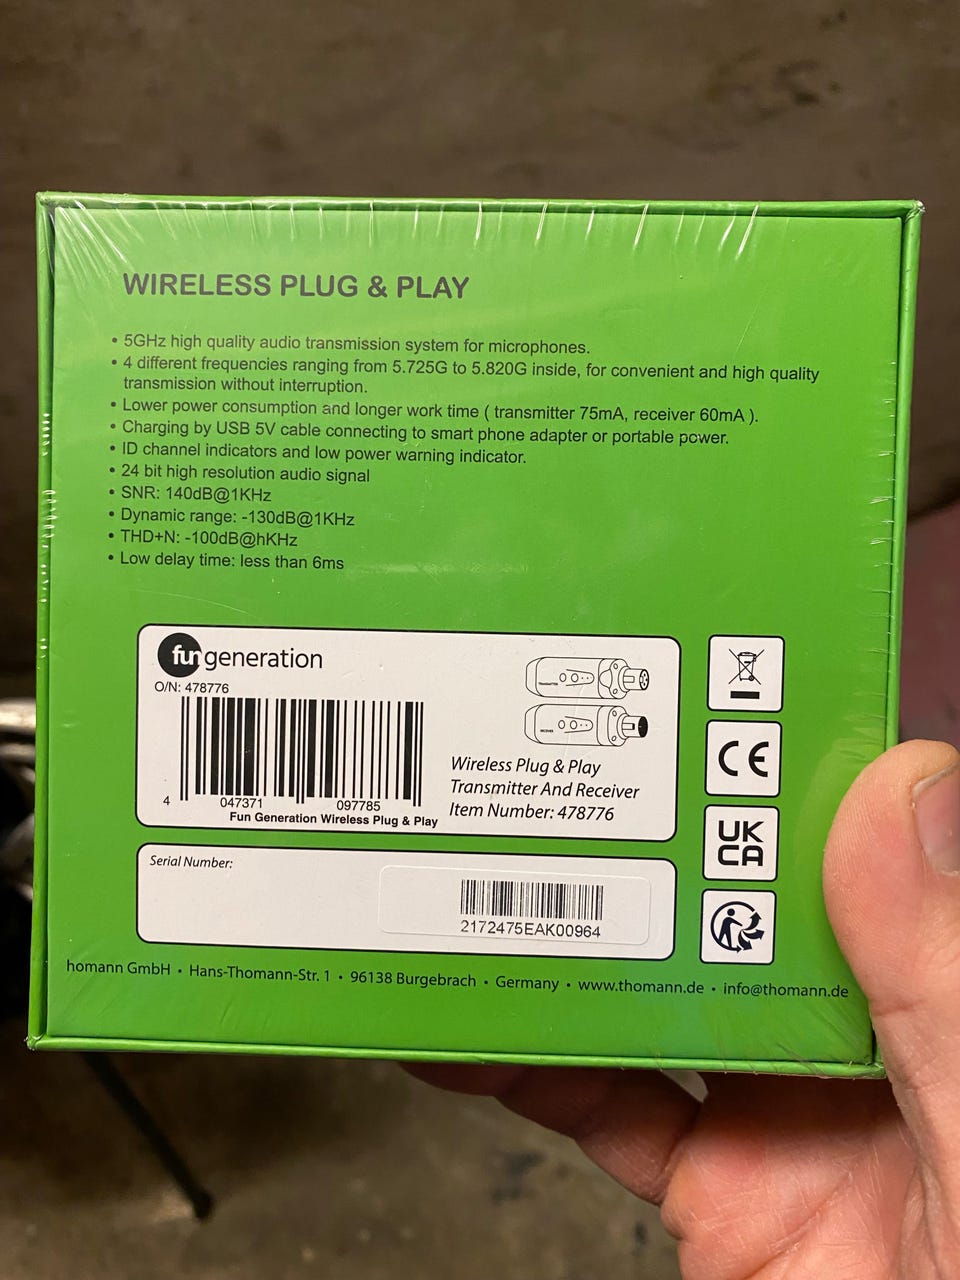 WIRELESS PLUG & PLAY
• 5GHz high quality audio transmission system for microphones.
• 4 different frequencies ranging from 5.725G to 5.820G inside, for convenient and high quality
transmission without interruption.
• Lower power consumption and longer work time ( transmitter 75mA, receiver 60mA ).
• Charging by USB 5V cable connecting to smart phone adapter or portable power.
• ID channel indicators and low power warning indicator.
• 24 bit high resolution audio signal
• SNR: 140dB@1KHz
• Dynamic range: -130dB@1KHz
• THD+N: -100dB@hKHz
• Low delay time: less than 6ms
fun generation
O/N: 478776
4 047371 097785
Fun Generation Wireless Plug & Play
TRANSMITTER
RECEIVER
Wireless Plug & Play
Transmitter And Receiver
Item Number: 478776
CE
UK
CA
Serial Number:
2172475EAK00964
homann GmbH • Hans-Thomann-Str. 1 • 96138 Burgebrach • Germany • www.thomann.de • info@thomann.de